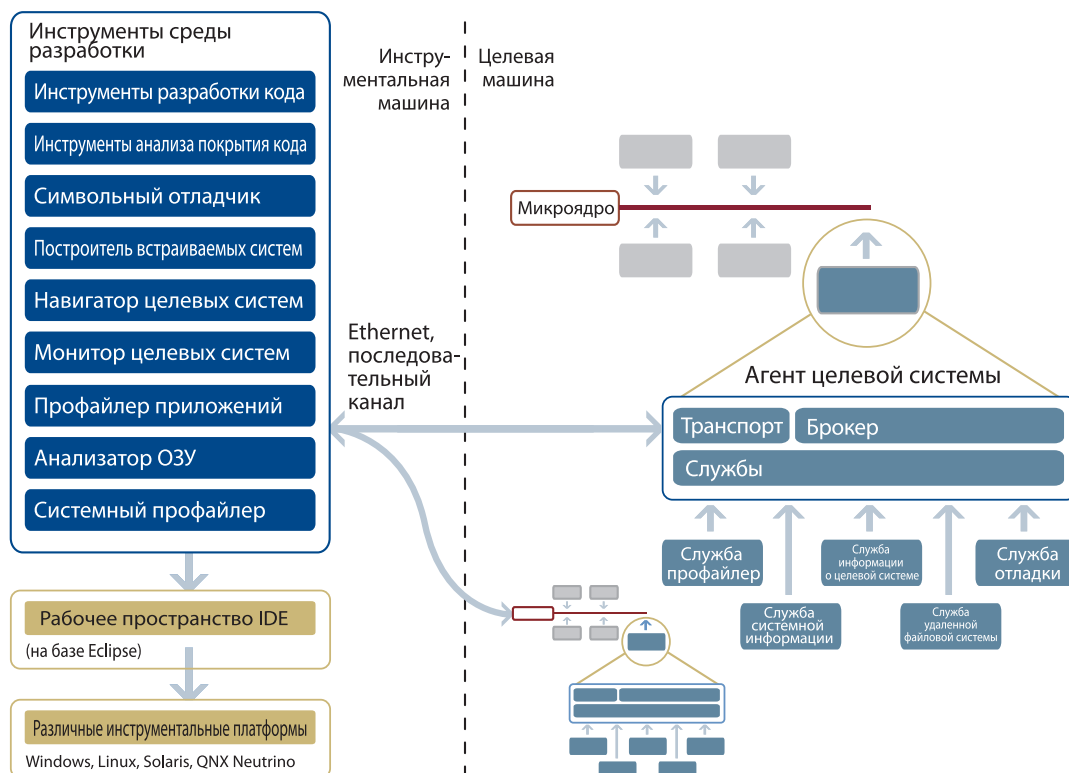 Инструменты среды
разработки
Инструменты разработки кода
Инструменты анализа покрытия кода
Символьный отладчик
Построитель встраиваемых систем
Навигатор целевых систем
Монитор целевых систем
Профайлер приложений
Анализатор ОЗУ
Системный профайлер
Рабочее пространство IDE
(на базе Eclipse)
Различные инструментальные платформы
Windows, Linux, Solaris, QNX Neutrino
Инстру-
ментальная
машина
Целевая
машина
Ethernet,
последова-
тельный
канал
Микроядро
Агент целевой системы
Транспорт
Брокер
Службы
Служба
профайлер
Служба
системной
информации
Служба
информации
о целевой системе
Служба
удаленной
файловой системы
Служба
отладки